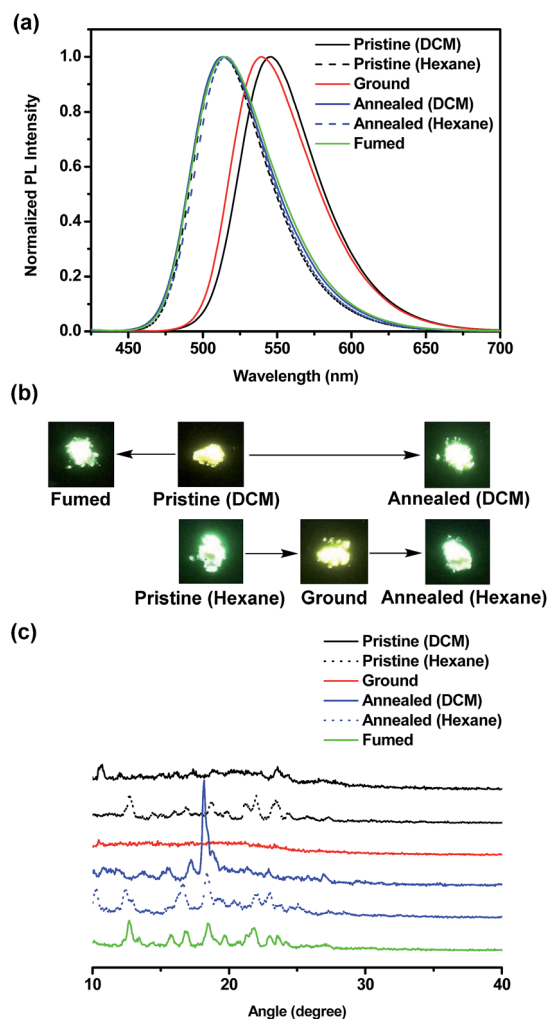 (a)
Normalized PL Intensity
1.0
0.8
0.6
0.4
0.2
0.0
Pristine (DCM)
Pristine (Hexane)
Ground
Annealed (DCM)
Annealed (Hexane)
Fumed
450 500 550 600 650 700
Wavelength (nm)
(b)
Fumed Pristine (DCM) Annealed (DCM)
Pristine (Hexane) Ground Annealed (Hexane)
(c)
Pristine (DCM)
Pristine (Hexane)
Ground
Annealed (DCM)
Annealed (Hexane)
Fumed
10 20 30 40
Angle (degree)